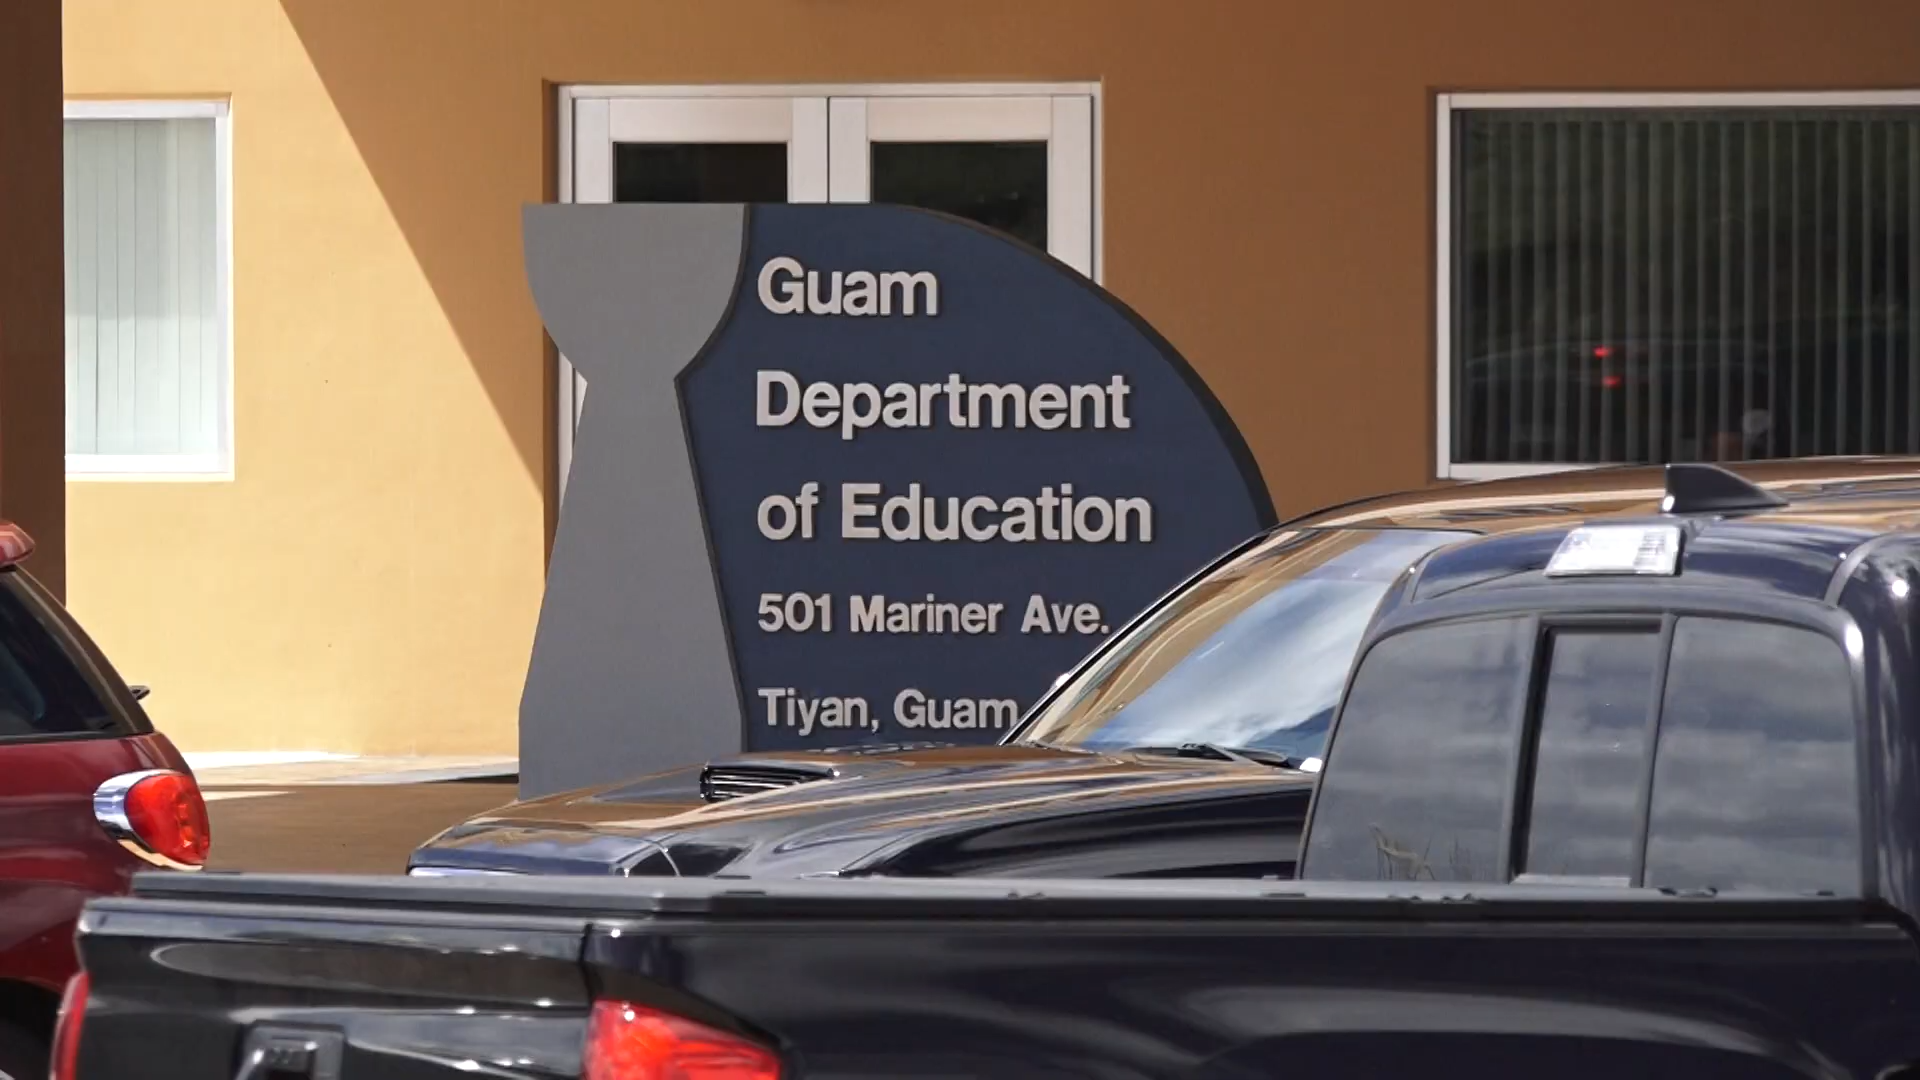 Guam
Department
of Education
501 Mariner Ave.
Tiyan, Guam